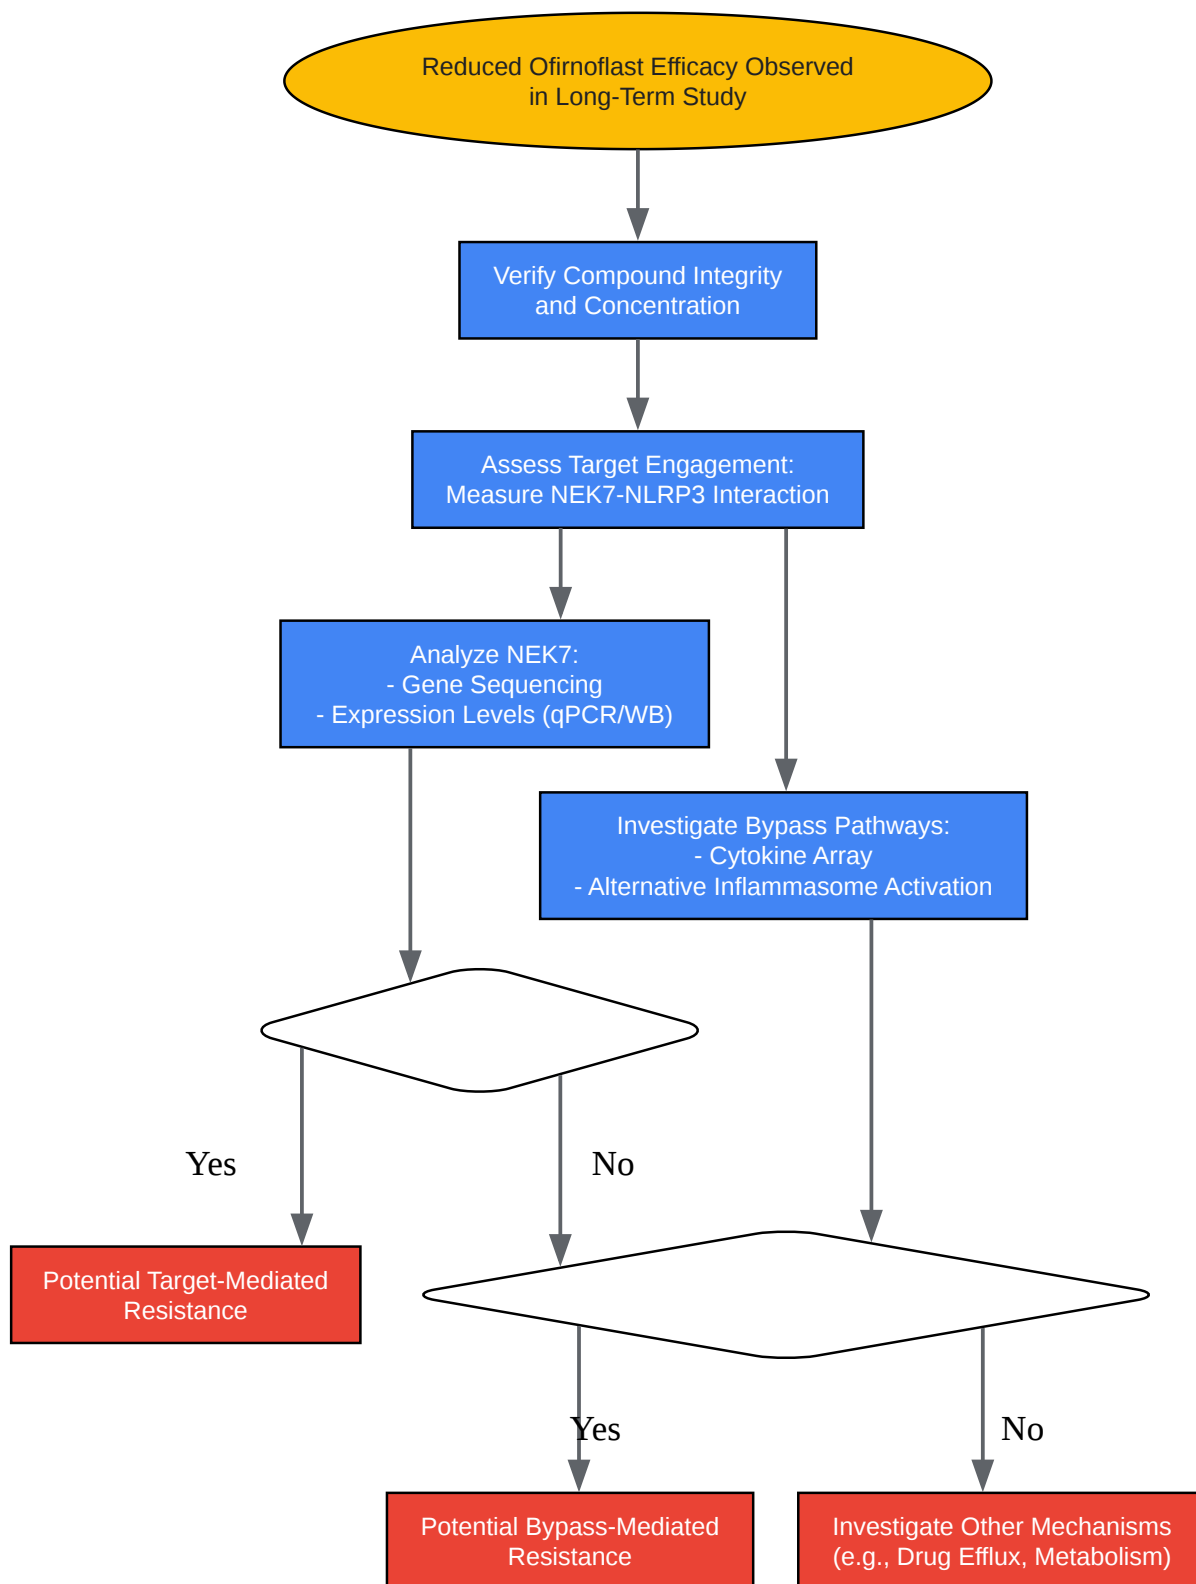 Reduced Ofirnoflast Efficacy Observed
in Long-Term Study
Verify Compound Integrity
and Concentration
Assess Target Engagement:
Measure NEK7-NLRP3 Interaction
Analyze NEK7:
- Gene Sequencing
- Expression Levels (qPCR/WB)
Investigate Bypass Pathways:
- Cytokine Array
- Alternative Inflammasome Activation
Yes
No
Potential Target-Mediated
Resistance
Yes
No
Potential Bypass-Mediated
Resistance
Investigate Other Mechanisms
(e.g., Drug Efflux, Metabolism)